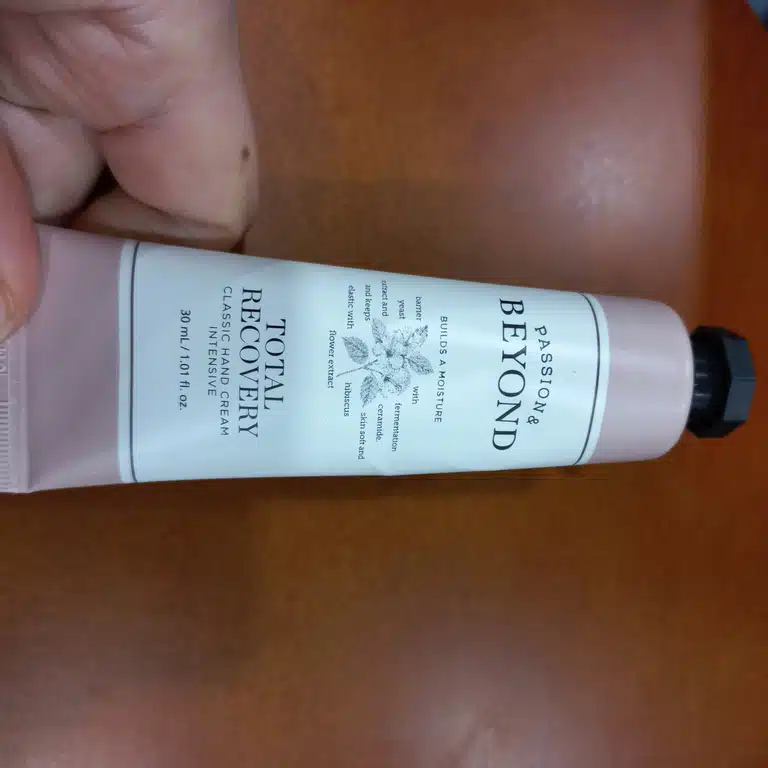 PASSION&
BEYOND
BUILDS A MOISTURE
barrier with
yeast fermentation
extract and ceramide,
and keeps skin soft and
elastic with hibiscus
flower extract
TOTAL
RECOVERY
CLASSIC HAND CREAM
INTENSIVE
30 mL/ 1.01 fl. oz.